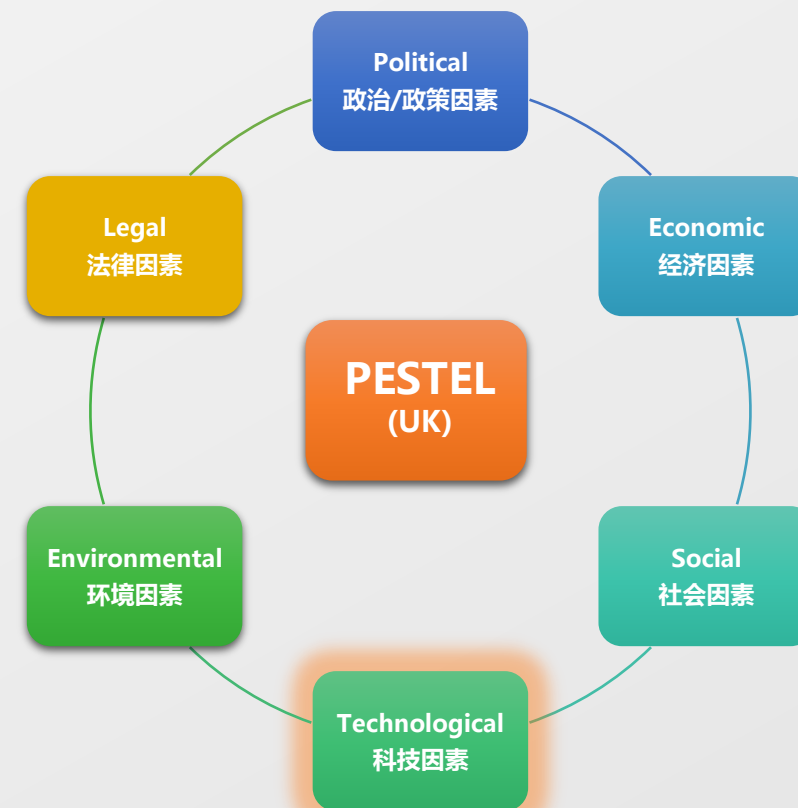 Political
政治/政策因素
Legal
法律因素
Economic
经济因素
PESTEL
(UK)
Environmental
环境因素
Social
社会因素
Technological
科技因素